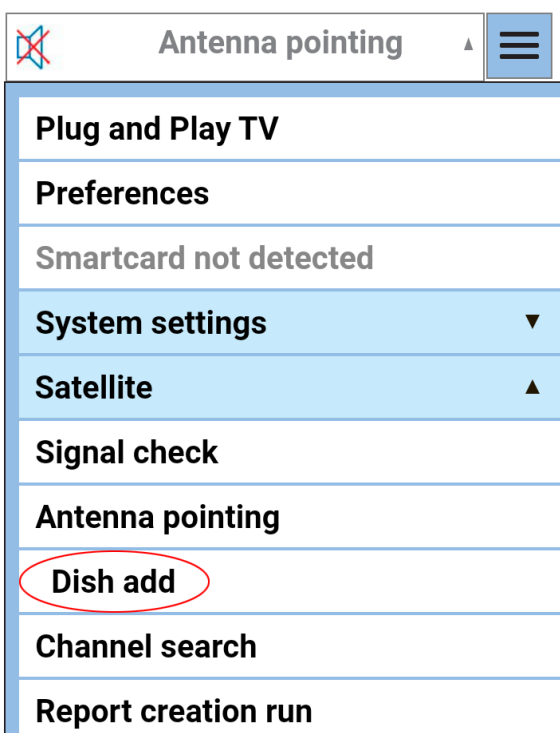 Antenna pointing
Plug and Play TV
Preferences
Smartcard not detected
System settings
Satellite
Signal check
Antenna pointing
Dish add
Channel search
Report creation run